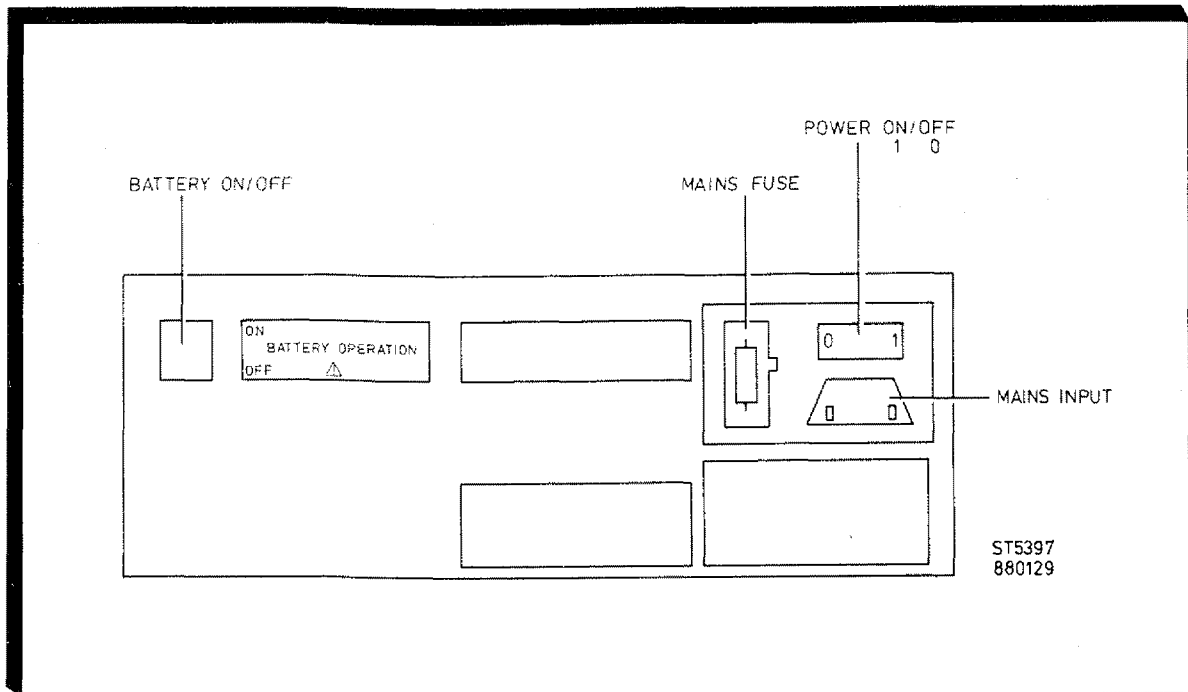 POWER ON/OFF
1 0
BATTERY ON/OFF
MAINS FUSE
ON
BATTERY OPERATION
OFF
0 1
MAINS INPUT
ST5397
880129